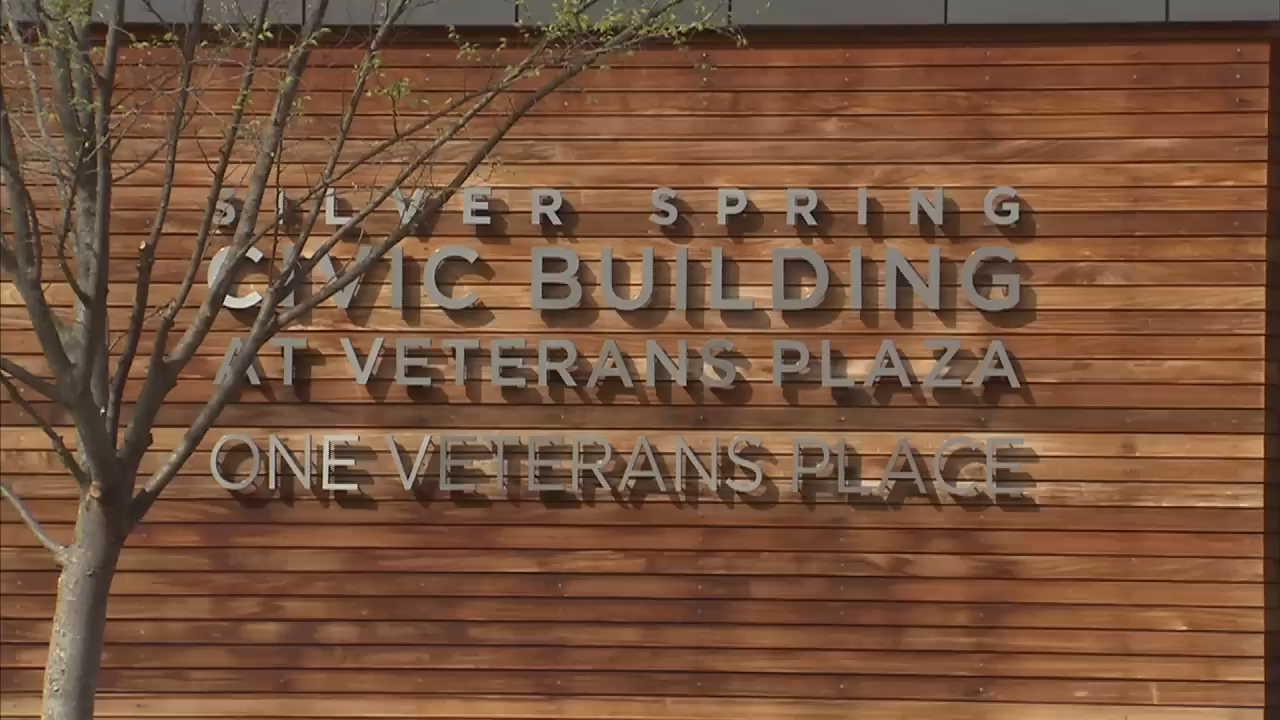 SILVER SPRING
CIVIC BUILDING
AT VETERANS PLAZA
ONE VETERANS PLACE